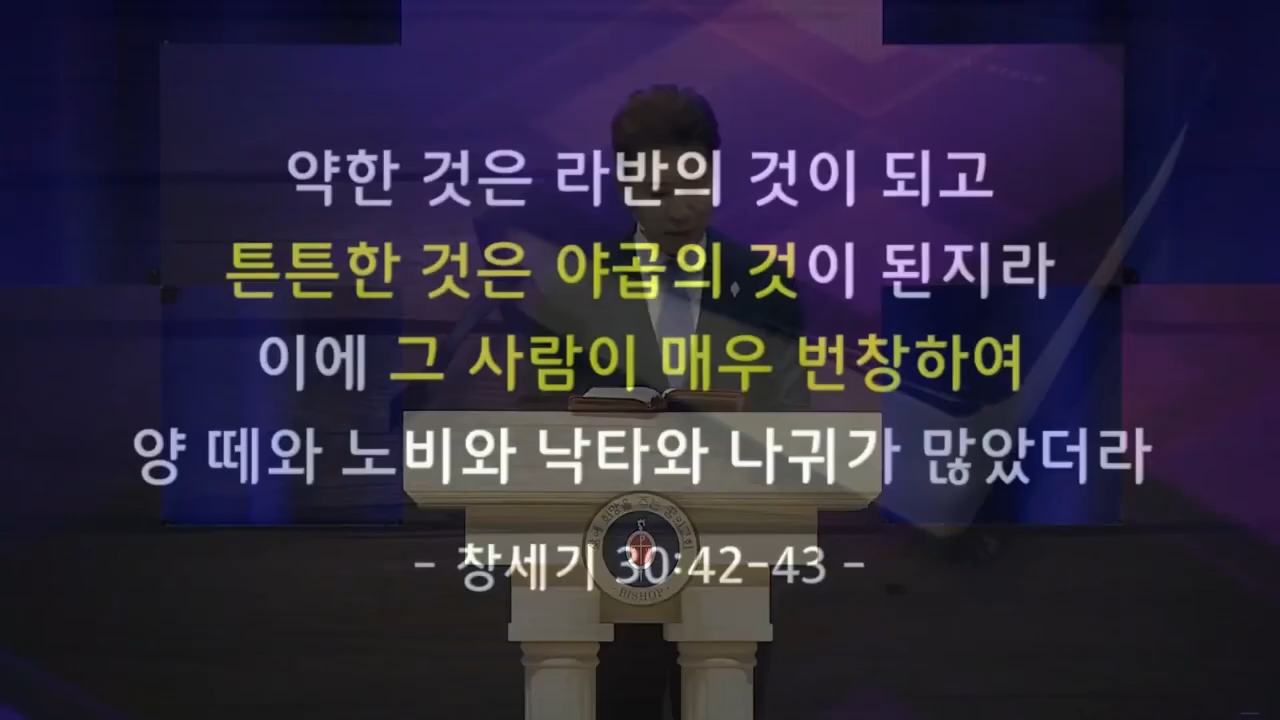 약한 것은 라반의 것이 되고
튼튼한 것은 야곱의 것이 된지라
이에 그 사람이 매우 번창하여
양 떼와 노비와 낙타와 나귀가 많았더라
- 창세기 30:42-43 -
BISHOP